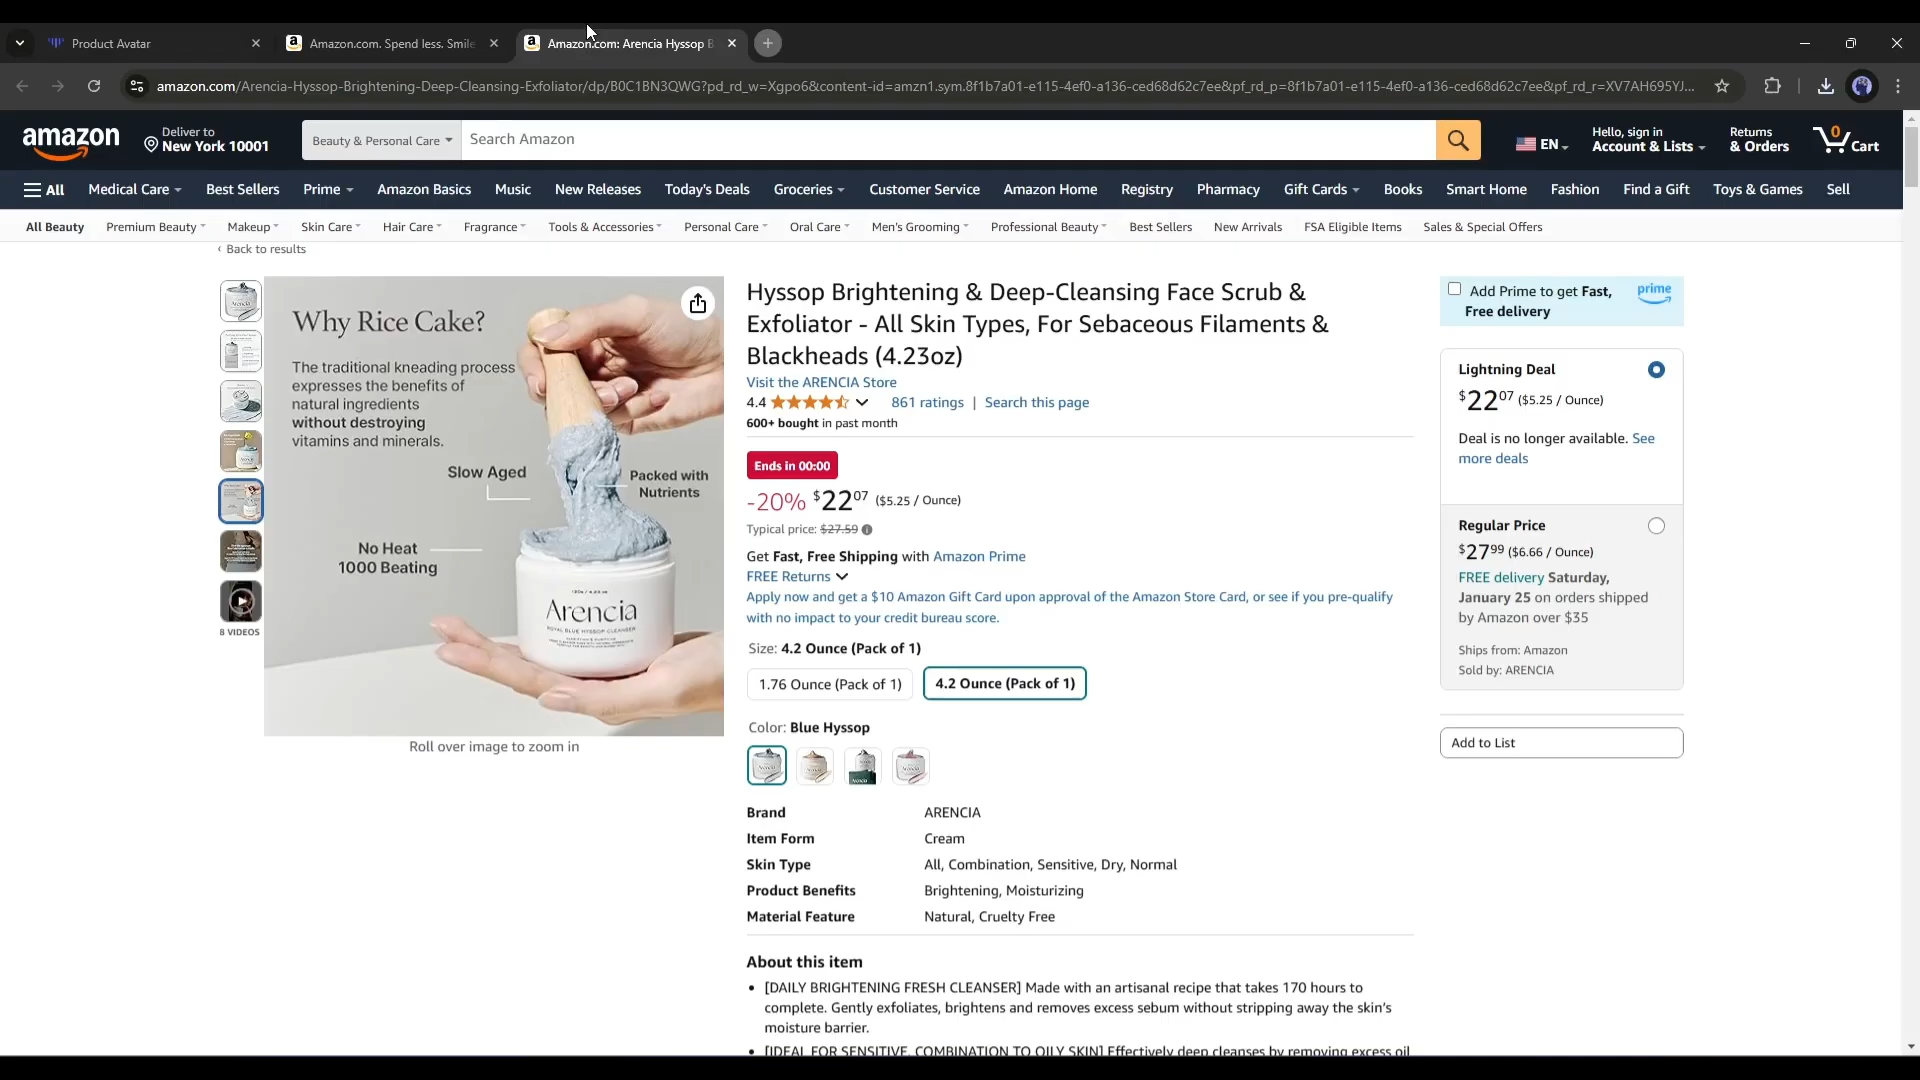 Product Avatar
Amazon.com. Spend less. Smile
Amazon.com: Arencia Hyssop B
amazon.com/Arencia-Hyssop-Brightening-Deep-Cleansing-Exfoliator/dp/B0C1BN3QWG?pd_rd_w=Xgpo6&content-id=amzn1.sym.8f1b7a01-e115-4ef0-a136-ced68d62c7ee&pf_rd_p=8f1b7a01-e115-4ef0-a136-ced68d62c7ee&pf_rd_r=XV7AH695YJ...
amazon
Deliver to
New York 10001
Beauty & Personal Care
Search Amazon
EN
Hello, sign in
Account & Lists
Returns
& Orders
0
Cart
All
Medical Care
Best Sellers
Prime
Amazon Basics
Music
New Releases
Today's Deals
Groceries
Customer Service
Amazon Home
Registry
Pharmacy
Gift Cards
Books
Smart Home
Fashion
Find a Gift
Toys & Games
Sell
All Beauty
Premium Beauty
Makeup
Skin Care
Hair Care
Fragrance
Tools & Accessories
Personal Care
Oral Care
Men's Grooming
Professional Beauty
Best Sellers
New Arrivals
FSA Eligible Items
Sales & Special Offers
‹ Back to results
8 VIDEOS
Why Rice Cake?
The traditional kneading process
expresses the benefits of
natural ingredients
without destroying
vitamins and minerals.
Slow Aged
Packed with
Nutrients
No Heat
1000 Beating
Arencia
ROYAL BLUE HYSSOP CLEANSER
Roll over image to zoom in
Hyssop Brightening & Deep-Cleansing Face Scrub &
Exfoliator - All Skin Types, For Sebaceous Filaments &
Blackheads (4.23oz)
Visit the ARENCIA Store
4.4
861 ratings | Search this page
600+ bought in past month
Ends in 00:00
-20% $22 07 ($5.25 / Ounce)
Typical price: $27.59
Get Fast, Free Shipping with Amazon Prime
FREE Returns
Apply now and get a $10 Amazon Gift Card upon approval of the Amazon Store Card, or see if you pre-qualify
with no impact to your credit bureau score.
Size: 4.2 Ounce (Pack of 1)
1.76 Ounce (Pack of 1)
4.2 Ounce (Pack of 1)
Color: Blue Hyssop
Brand ARENCIA
Item Form Cream
Skin Type All, Combination, Sensitive, Dry, Normal
Product Benefits Brightening, Moisturizing
Material Feature Natural, Cruelty Free
About this item
• [DAILY BRIGHTENING FRESH CLEANSER] Made with an artisanal recipe that takes 170 hours to
complete. Gently exfoliates, brightens and removes excess sebum without stripping away the skin's
moisture barrier.
• [IDEAL FOR SENSITIVE, COMBINATION TO OILY SKIN] Effectively deep cleanses by removing excess oil
Add Prime to get Fast,
Free delivery
prime
Lightning Deal
$22 07 ($5.25 / Ounce)
Deal is no longer available. See
more deals
Regular Price
$27 99 ($6.66 / Ounce)
FREE delivery Saturday,
January 25 on orders shipped
by Amazon over $35
Ships from: Amazon
Sold by: ARENCIA
Add to List